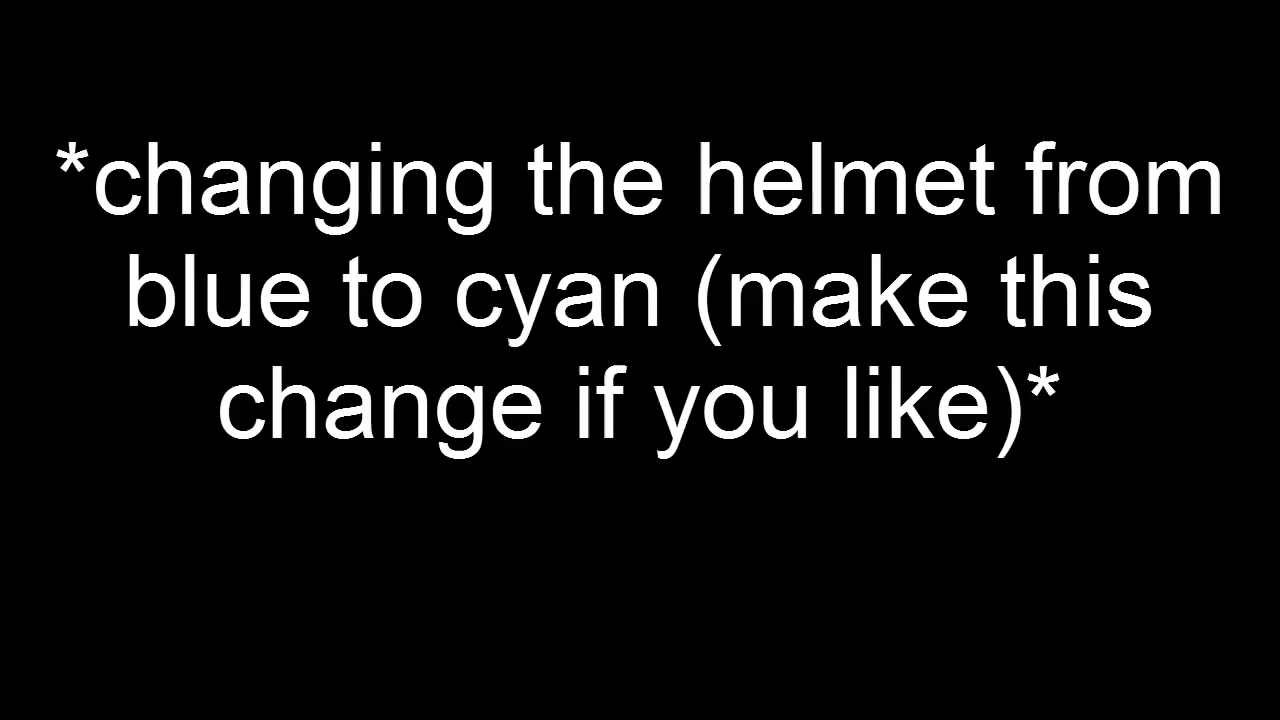 *changing the helmet from
blue to cyan (make this
change if you like)*